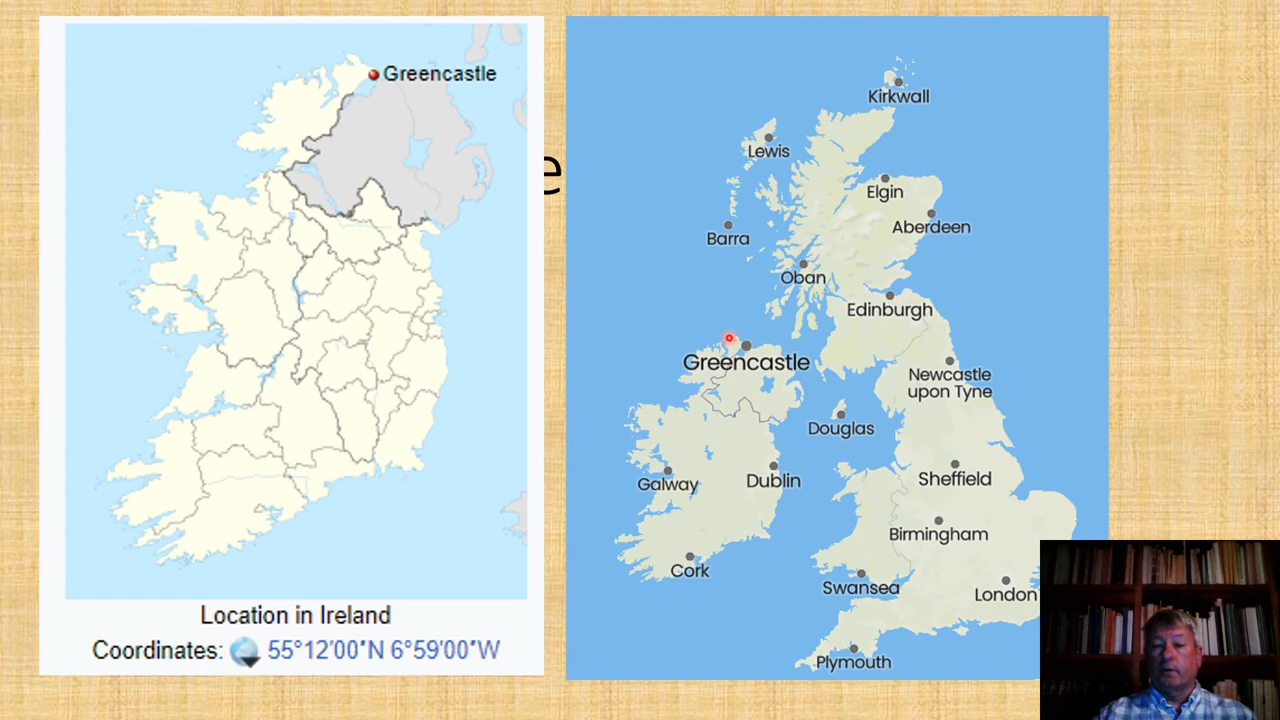 Greencastle
Location in Ireland
Coordinates: 55°12′00″N 6°59′00″W
e
Kirkwall
Lewis
Elgin
Aberdeen
Barra
Oban
Edinburgh
Greencastle
Newcastle
upon Tyne
Douglas
Galway
Dublin
Sheffield
Birmingham
Cork
Swansea
London
Plymouth